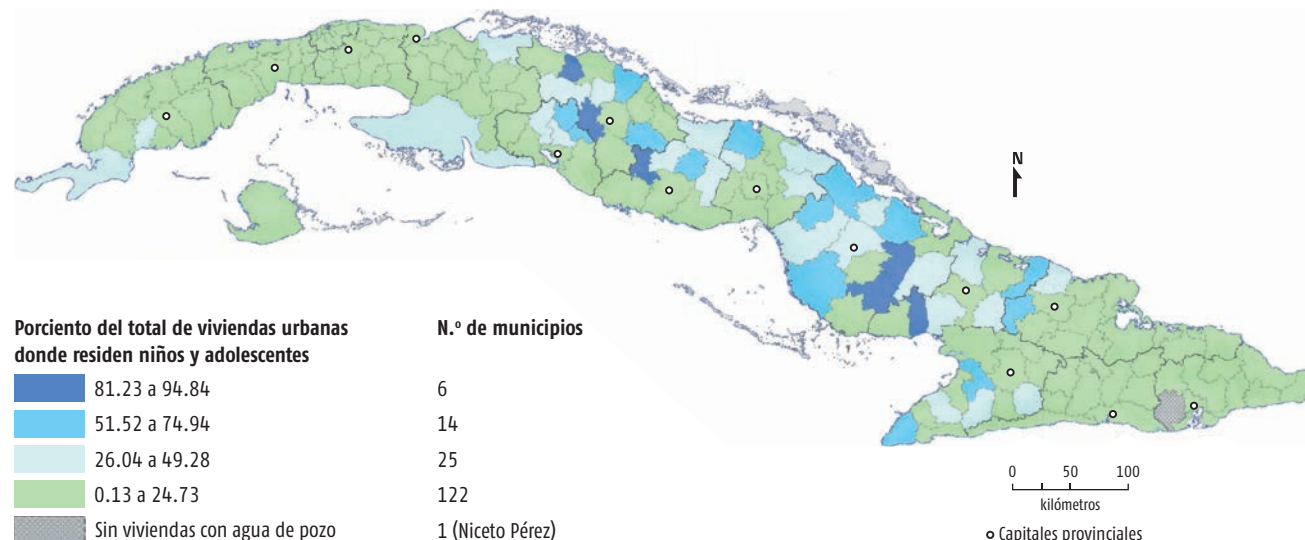 N
Porciento del total de viviendas urbanas
donde residen niños y adolescentes
N.º de municipios
81.23 a 94.84 6
51.52 a 74.94 14
26.04 a 49.28 25
0.13 a 24.73 122
Sin viviendas con agua de pozo 1 (Niceto Pérez)
0 50 100
kilómetros
Capitales provinciales